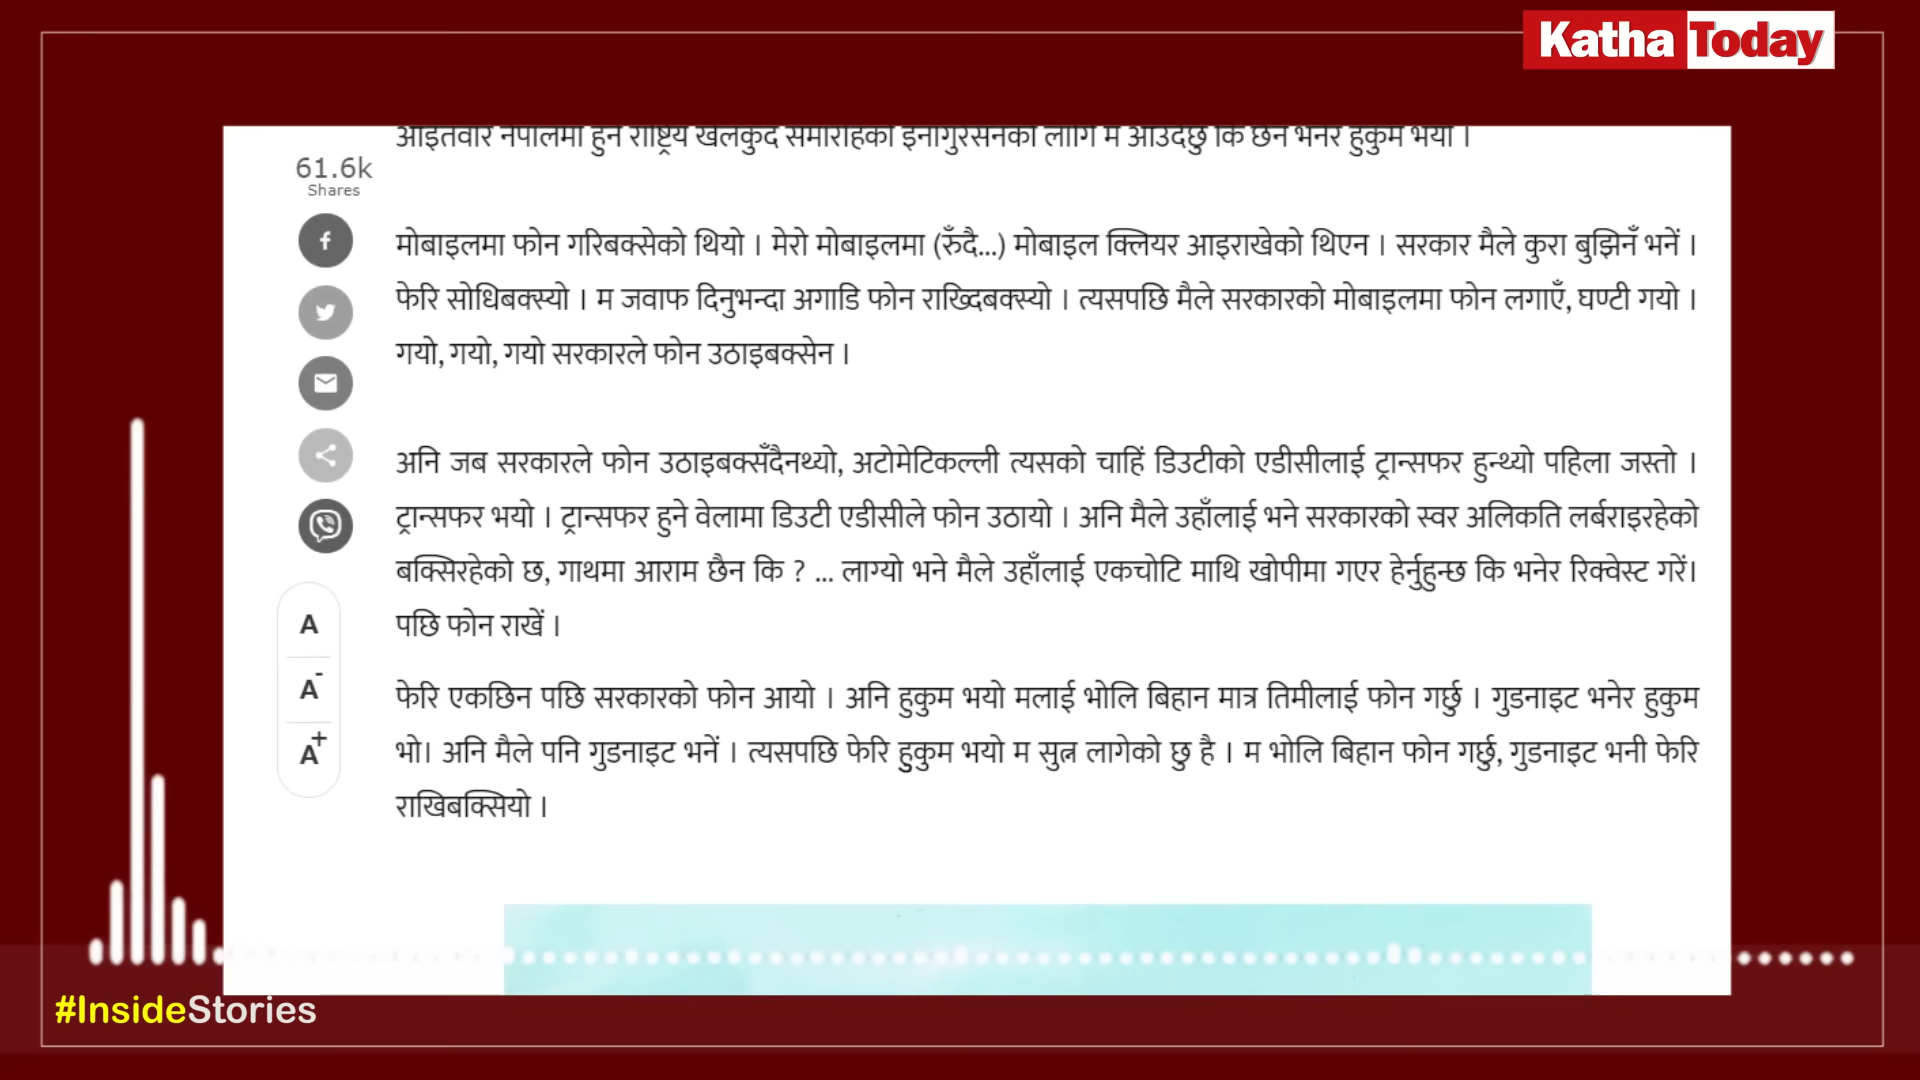 Katha Today
आइतवार नेपालमा हुने राष्ट्रिय खेलकुद समारोहको इनागुरेसनको लागि म आउँदैछु कि छैन भनेर हुकुम भयो ।
61.6k
Shares
मोबाइलमा फोन गरिबक्सेको थियो । मेरो मोबाइलमा (रुँदै...) मोबाइल क्लियर आइराखेको थिएन । सरकार मैले कुरा बुझिनँ भनें ।
फेरि सोधिबक्स्यो । म जवाफ दिनुभन्दा अगाडि फोन राख्दिबक्स्यो । त्यसपछि मैले सरकारको मोबाइलमा फोन लगाएँ, घण्टी गयो ।
गयो, गयो, गयो सरकारले फोन उठाइबक्सेन ।
अनि जब सरकारले फोन उठाइबक्सँदैनथ्यो, अटोमेटिकल्ली त्यसको चाहिं डिउटीको एडीसीलाई ट्रान्सफर हुन्थ्यो पहिला जस्तो ।
ट्रान्सफर भयो । ट्रान्सफर हुने वेलामा डिउटी एडीसीले फोन उठायो । अनि मैले उहाँलाई भने सरकारको स्वर अलिकति लर्बराइरहेको
बक्सिरहेको छ, गाथमा आराम छैन कि ? ... लाग्यो भने मैले उहाँलाई एकचोटि माथि खोपीमा गएर हेर्नुहुन्छ कि भनेर रिक्वेस्ट गरें।
पछि फोन राखें ।
A
A-
A+
फेरि एकछिन पछि सरकारको फोन आयो । अनि हुकुम भयो मलाई भोलि बिहान मात्र तिमीलाई फोन गर्छु । गुडनाइट भनेर हुकुम
भो। अनि मैले पनि गुडनाइट भनें । त्यसपछि फेरि हुकुम भयो म सुत्न लागेको छु है । म भोलि बिहान फोन गर्छु, गुडनाइट भनी फेरि
राखिबक्सियो ।
#InsideStories